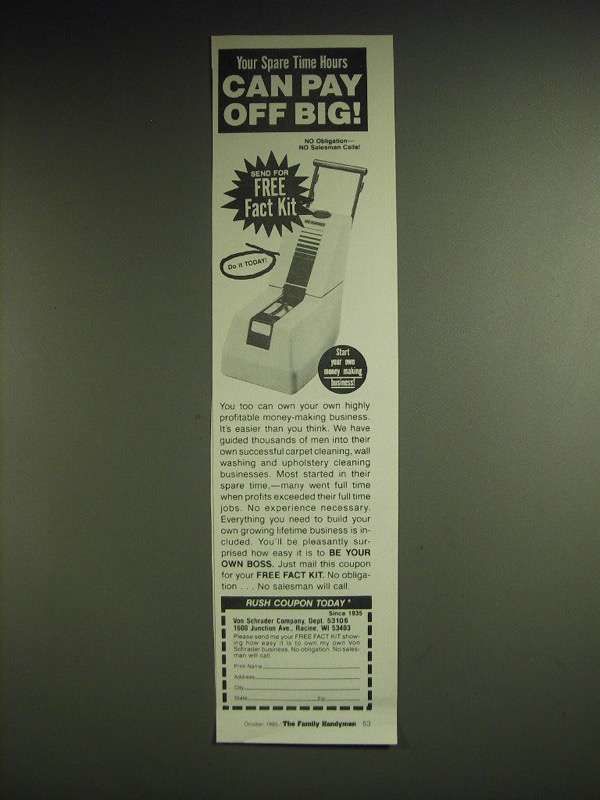 Your Spare Time Hours
CAN PAY
OFF BIG!
NO Obligation—
NO Salesman Calls!
SEND FOR
FREE
Fact Kit
Do it TODAY!
Start
your own
money making
business!
You too can own your own highly
profitable money-making business.
It's easier than you think. We have
guided thousands of men into their
own successful carpet cleaning, wall
washing and upholstery cleaning
businesses. Most started in their
spare time,—many went full time
when profits exceeded their full time
jobs. No experience necessary.
Everything you need to build your
own growing lifetime business is in-
cluded. You'll be pleasantly sur-
prised how easy it is to BE YOUR
OWN BOSS. Just mail this coupon
for your FREE FACT KIT. No obliga-
tion . . . No salesman will call.
RUSH COUPON TODAY
Since 1935
Von Schrader Company, Dept. 53106
1600 Junction Ave., Racine, WI 53403
Please send me your FREE FACT KIT show-
ing how easy it is to own my own Von
Schrader business. No obligation. No sales-
man will call.
Print Name
Address
City
State Zip
October The Family Handyman 53